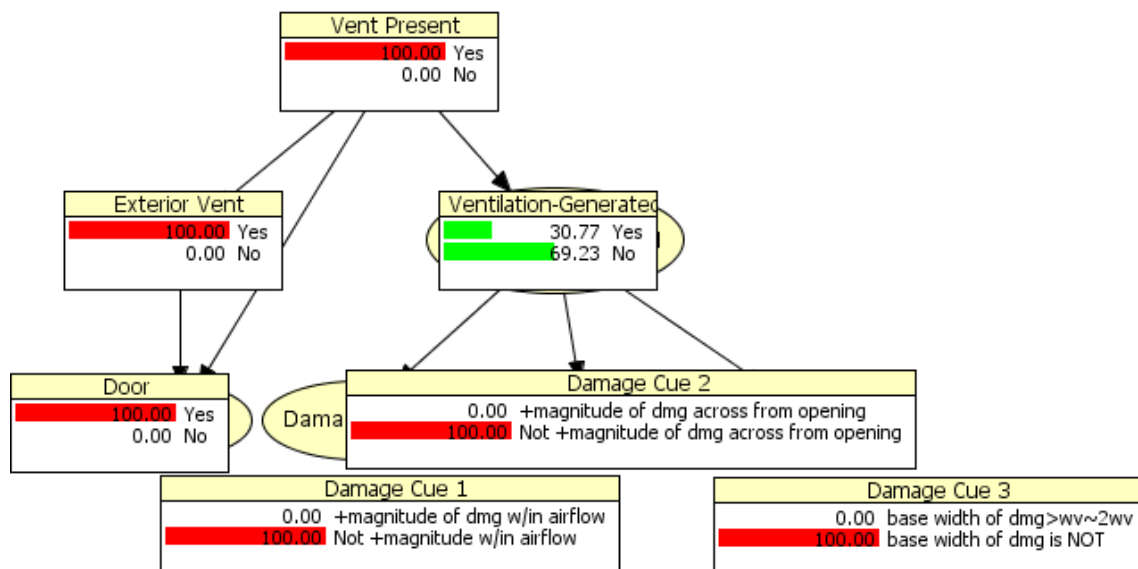 Vent Present
100.00 Yes
0.00 No
Exterior Vent
100.00 Yes
0.00 No
Ventilation-Generated
30.77 Yes
69.23 No
Door
100.00 Yes
0.00 No
Dama
Damage Cue 2
0.00 +magnitude of dmg across from opening
100.00 Not +magnitude of dmg across from opening
Damage Cue 1
0.00 +magnitude of dmg w/in airflow
100.00 Not +magnitude w/in airflow
Damage Cue 3
0.00 base width of dmg>wv~2wv
100.00 base width of dmg is NOT